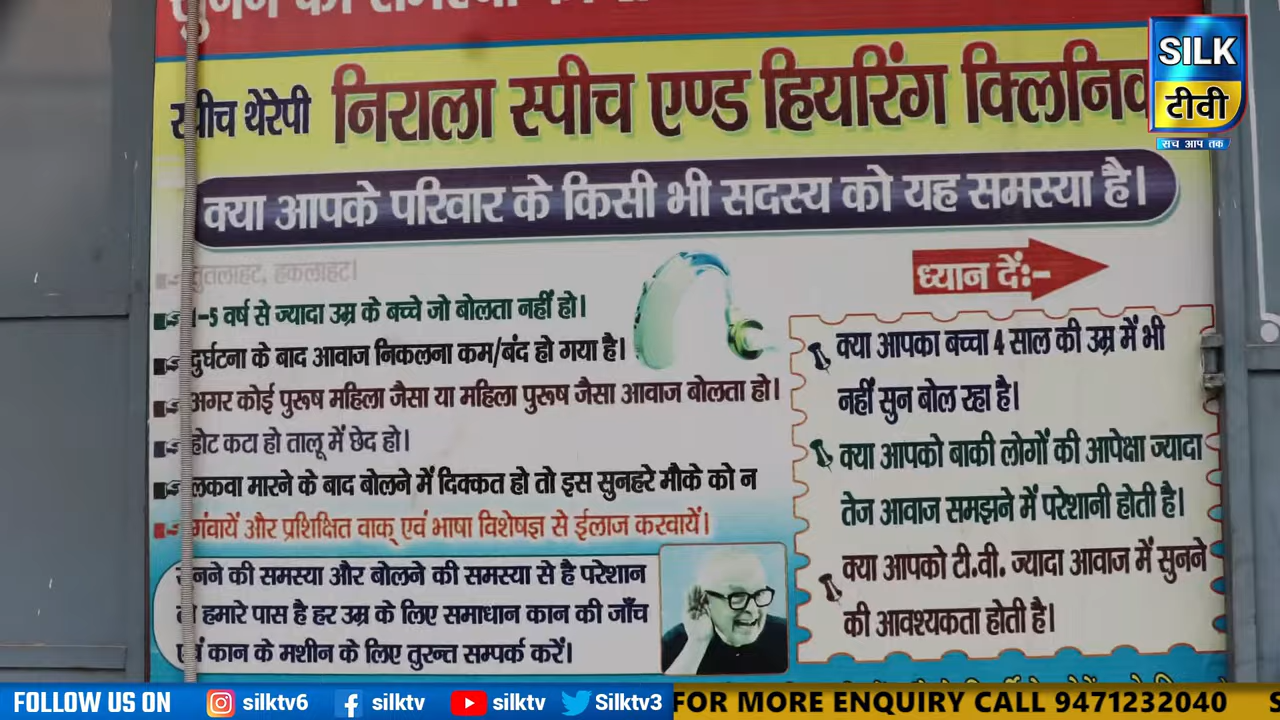 स्पीच थेरेपी निराला स्पीच एण्ड हियरिंग
SILK
टीवी
सच आप तक
क्या आपके परिवार के किसी भी सदस्य को यह समस्या है।
तुतलाहट, हकलाहट।
1-5 वर्ष से ज्यादा उम्र के बच्चे जो बोलता नहीं हो।
दुर्घटना के बाद आवाज निकलना कम/बंद हो गया है।
अगर कोई पुरूष महिला जैसा या महिला पुरूष जैसा आवाज बोलता हो।
होट कटा हो तालू में छेद हो।
लकवा मारने के बाद बोलने में दिक्कत हो तो इस सुनहरे मौके को न
गंवायें और प्रशिक्षित वाक् एवं भाषा विशेषज्ञ से ईलाज करवायें।
सुनने की समस्या और बोलने की समस्या से है परेशान
हमारे पास है हर उम्र के लिए समाधान कान की जाँच
एवं कान के मशीन के लिए तुरन्त सम्पर्क करें।
ध्यान दें:-
क्या आपका बच्चा 4 साल की उम्र में भी
नहीं सुन बोल रहा है।
क्या आपको बाकी लोगों की आपेक्षा ज्यादा
तेज आवाज समझने में परेशानी होती है।
क्या आपको टी.वी. ज्यादा आवाज में सुनने
की आवश्यकता होती है।
FOLLOW US ON silktv6 silktv silktv Silktv3 FOR MORE ENQUIRY CALL 9471232040